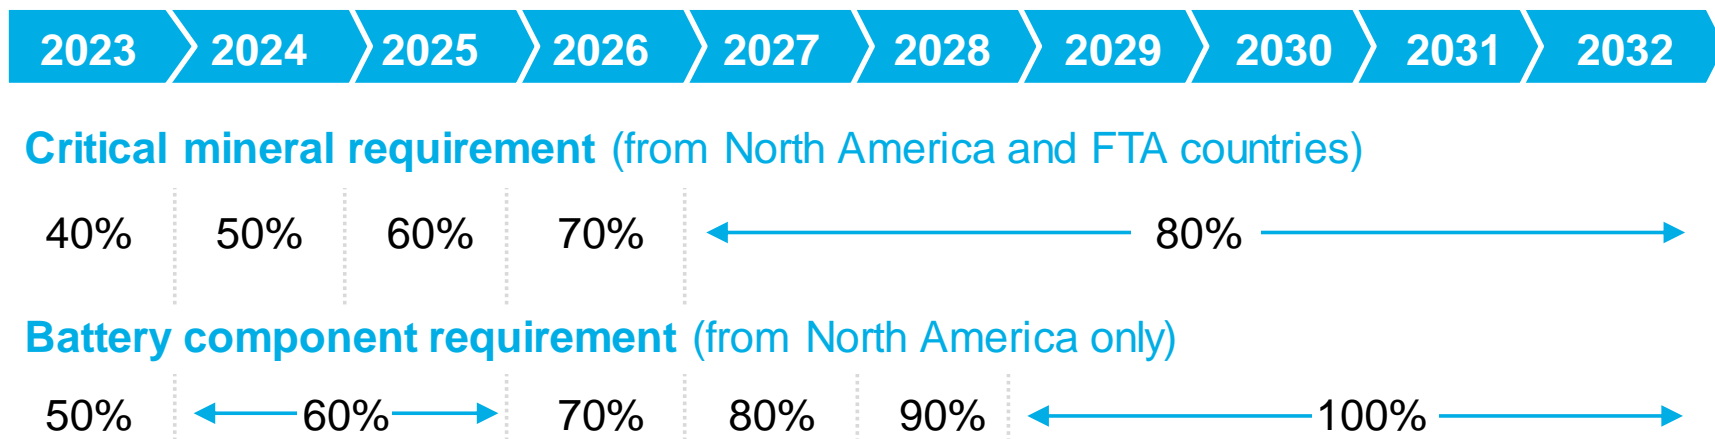 2023 2024 2025 2026 2027 2028 2029 2030 2031 2032
Critical mineral requirement (from North America and FTA countries)
40% 50% 60% 70% 80%
Battery component requirement (from North America only)
50% 60% 70% 80% 90% 100%